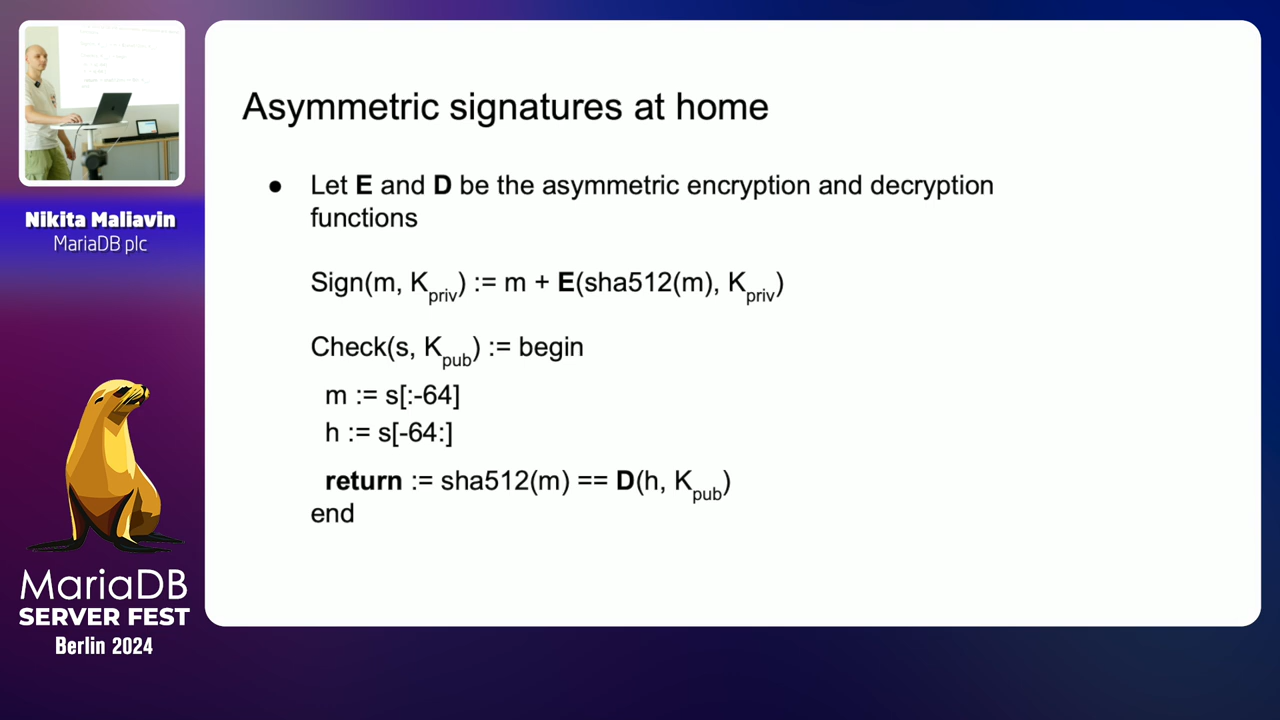 Asymmetric signatures at home
● Let E and D be the asymmetric encryption and decryption
functions
Sign(m, Kpriv) := m + E(sha512(m), Kpriv)
Check(s, Kpub) := begin
m := s[:-64]
h := s[-64:]
return := sha512(m) == D(h, Kpub)
end
Nikita Maliavin
MariaDB plc
MariaDB
SERVER FEST
Berlin 2024